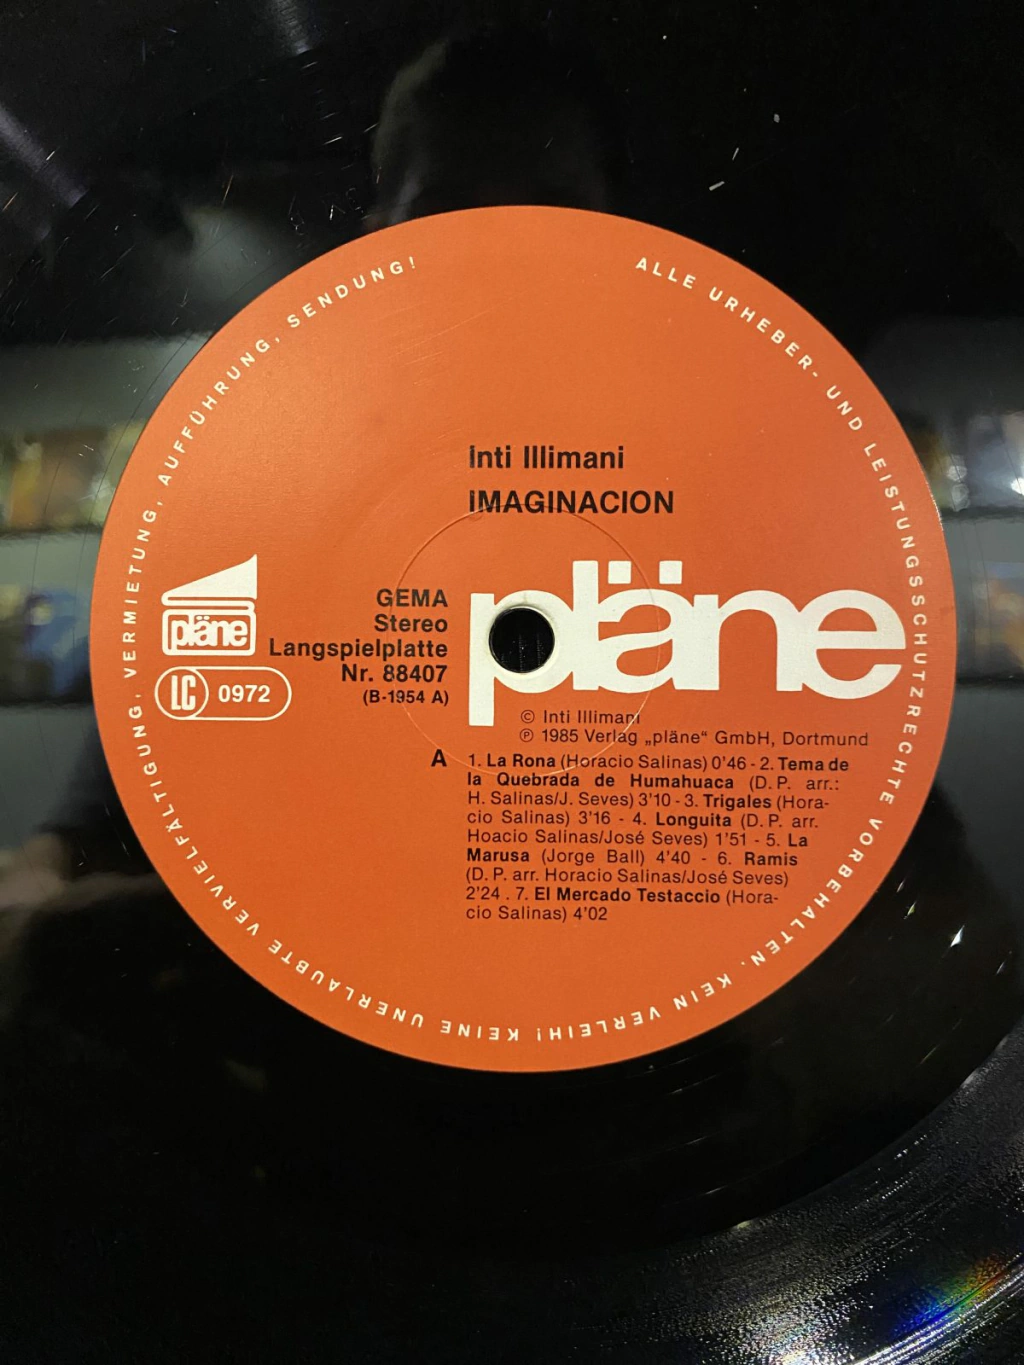 ALLE URHEBER- UND LEISTUNGSSCHUTZRECHTE VORBEHALTEN. KEIN VERLEIH! KEINE UNERLAUBTE VERVIELFÄLTIGUNG, VERMIETUNG, AUFFÜHRUNG, SENDUNG!
Inti Illimani
IMAGINACION
pläne
pläne
LC 0972
GEMA
Stereo
Langspielplatte
Nr. 88407
(B-1954 A)
© Inti Illimani
℗ 1985 Verlag „pläne“ GmbH, Dortmund
A
1. La Rona (Horacio Salinas) 0'46 - 2. Tema de
la Quebrada de Humahuaca (D. P. arr.:
H. Salinas/J. Seves) 3'10 - 3. Trigales (Hora-
cio Salinas) 3'16 - 4. Longuita (D. P. arr.
Hoacio Salinas/José Seves) 1'51 - 5. La
Marusa (Jorge Ball) 4'40 - 6. Ramis
(D. P. arr. Horacio Salinas/José Seves)
2'24 . 7. El Mercado Testaccio (Hora-
cio Salinas) 4'02